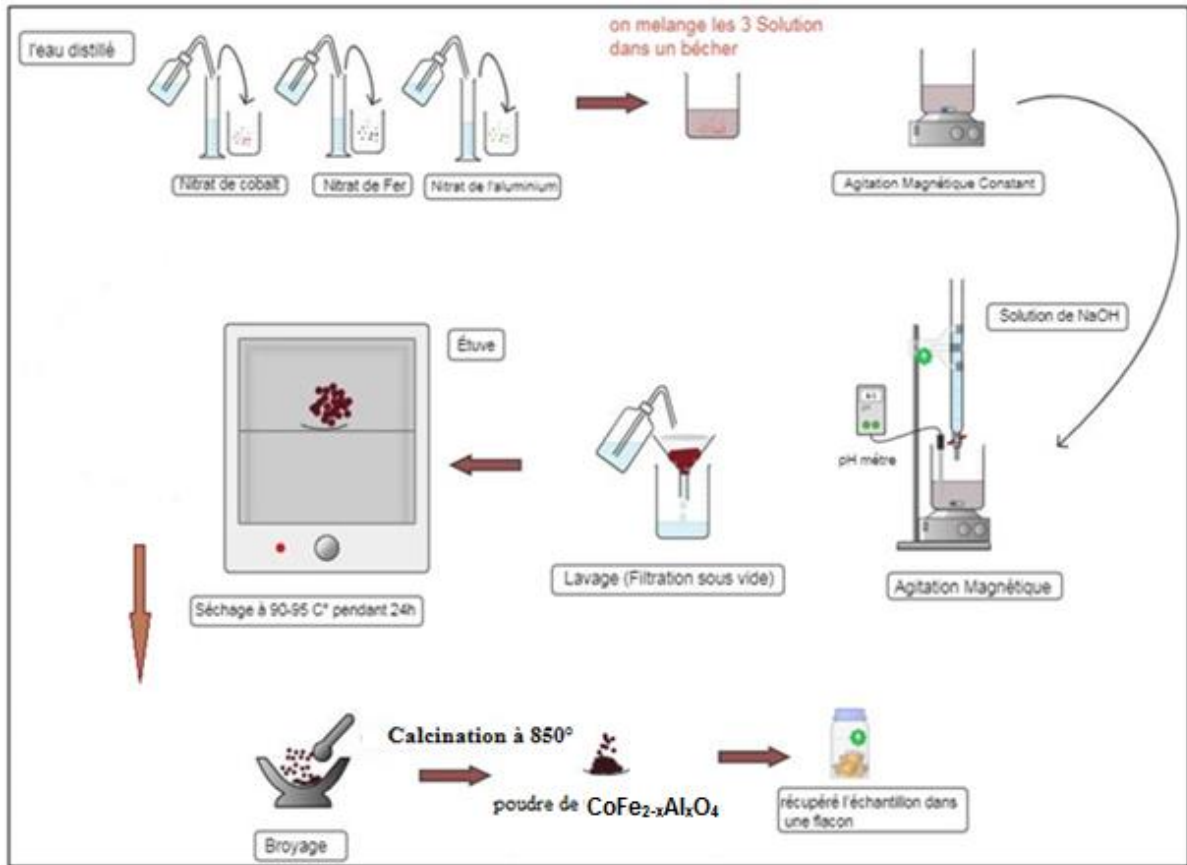 l'eau distillé
on melange les 3 Solution
dans un bécher
Nitrat de cobalt
Nitrat de Fer
Nitrat de l'aluminium
Agitation Magnétique Constant
Solution de NaOH
pH métre
Agitation Magnétique
Lavage (Filtration sous vide)
Étuve
Séchage à 90-95 C° pendant 24h
Broyage
Calcination à 850°
poudre de CoFe₂₋ₓAlₓO₄
récupéré l'échantillon dans
une flacon